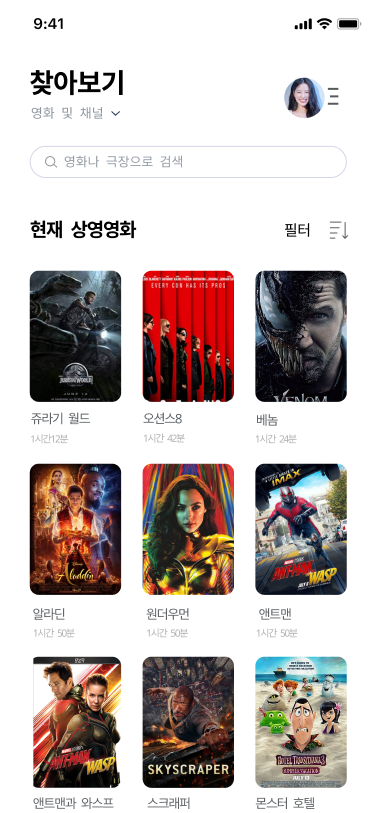 9:41
찾아보기
영화 및 채널
영화나 극장으로 검색
현재 상영영화
필터
JURASSIC WORLD
JUNE 12
EVERY CON HAS ITS PROS
VENOM
쥬라기 월드
오션스8
베놈
1시간12분
1시간 42분
1시간 24분
Disney
Aladdin
IMAX
ANT-MAN
AND THE
WASP
알라딘
원더우먼
앤트맨
1시간 50분
1시간 50분
1시간 50분
ANT-MAN
AND THE
WASP
SKYSCRAPER
HOTEL TRANSYLVANIA 3
SUMMER VACATION
JULY 13
앤트맨과 와스프
스크래퍼
몬스터 호텔